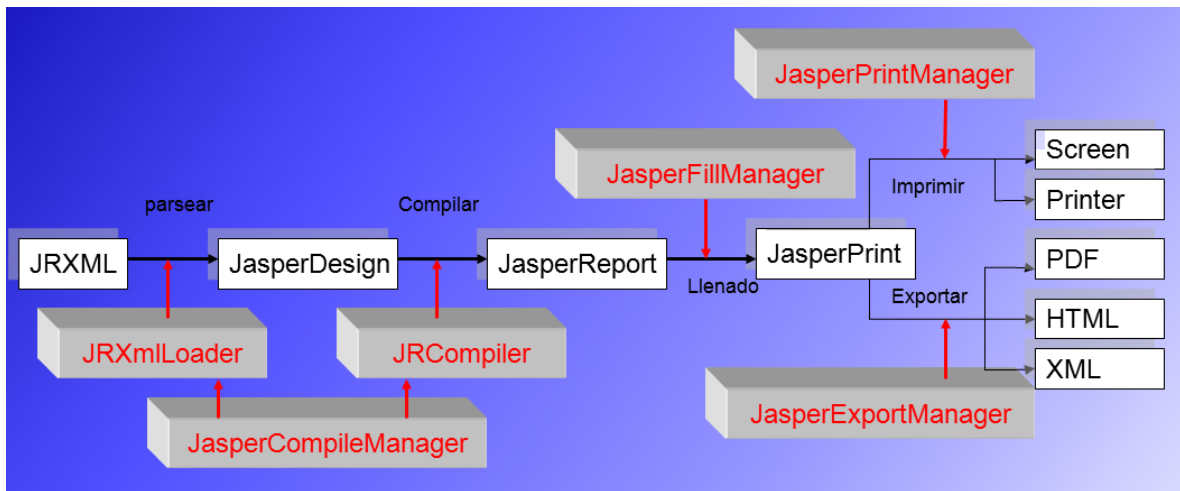 JasperPrintManager
Screen
JasperFillManager
Imprimir
Printer
parsear
Compilar
JRXML
JasperDesign
JasperReport
JasperPrint
PDF
Llenado
Exportar
HTML
JRXmlLoader
JRCompiler
XML
JasperExportManager
JasperCompileManager